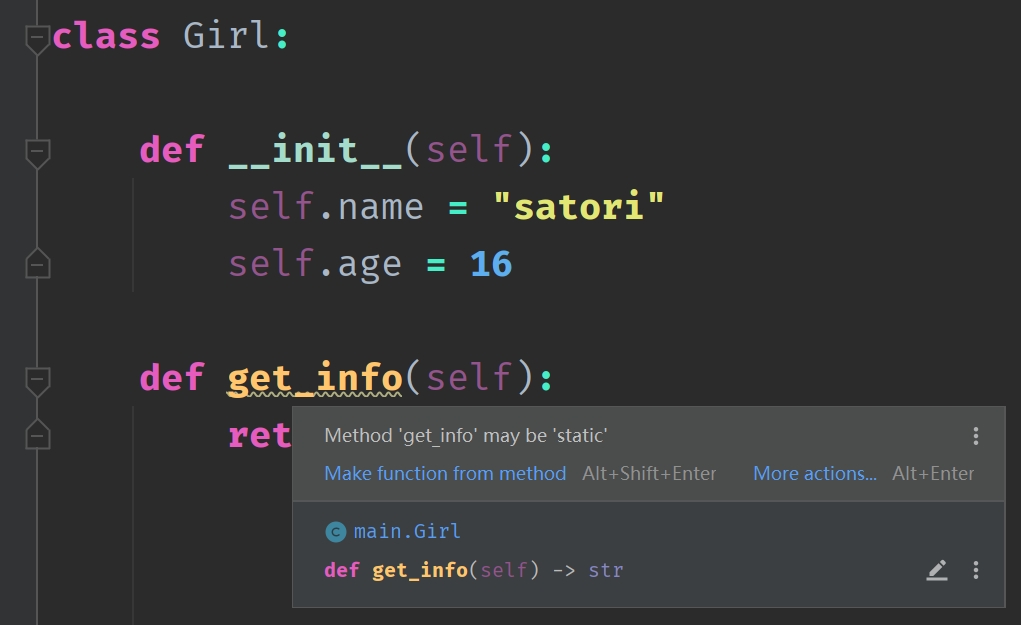 class Girl:
def __init__(self):
self.name = "satori"
self.age = 16
def get_info(self):
ret
Method 'get_info' may be 'static'
Make function from method Alt+Shift+Enter More actions... Alt+Enter
C main.Girl
def get_info(self) -> str